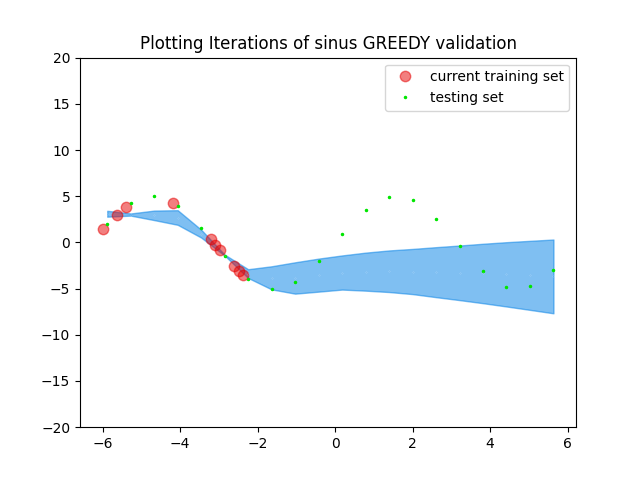 Plotting Iterations of sinus GREEDY validation
current training set
testing set
20
15
10
5
0
−5
−10
−15
−20
−6 −4 −2 0 2 4 6